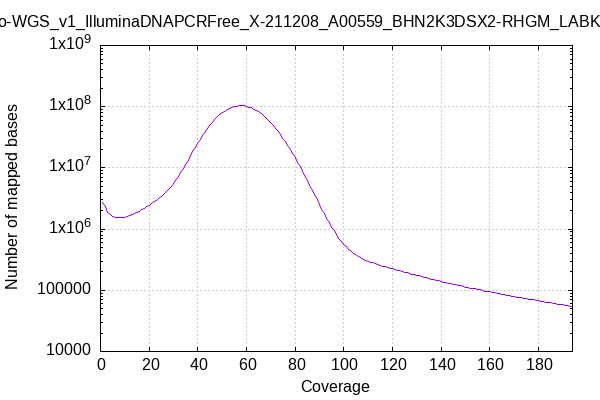 o-WGS_v1_IlluminaDNAPCRFree_X-211208_A00559_BHN2K3DSX2-RHGM_LABK
1x10^9
1x10^8
1x10^7
1x10^6
100000
10000
Number of mapped bases
0 20 40 60 80 100 120 140 160 180
Coverage